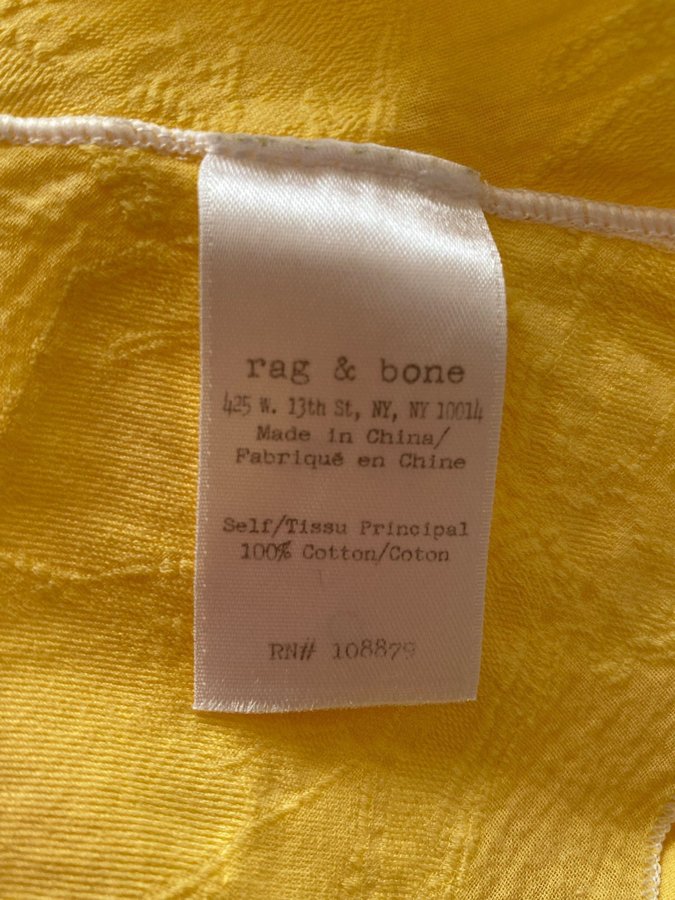 rag & bone
425 W. 13th St, NY, NY 10014
Made in China/
Fabriqué en Chine
Self/Tissu Principal
100% Cotton/Coton
RN# 108879